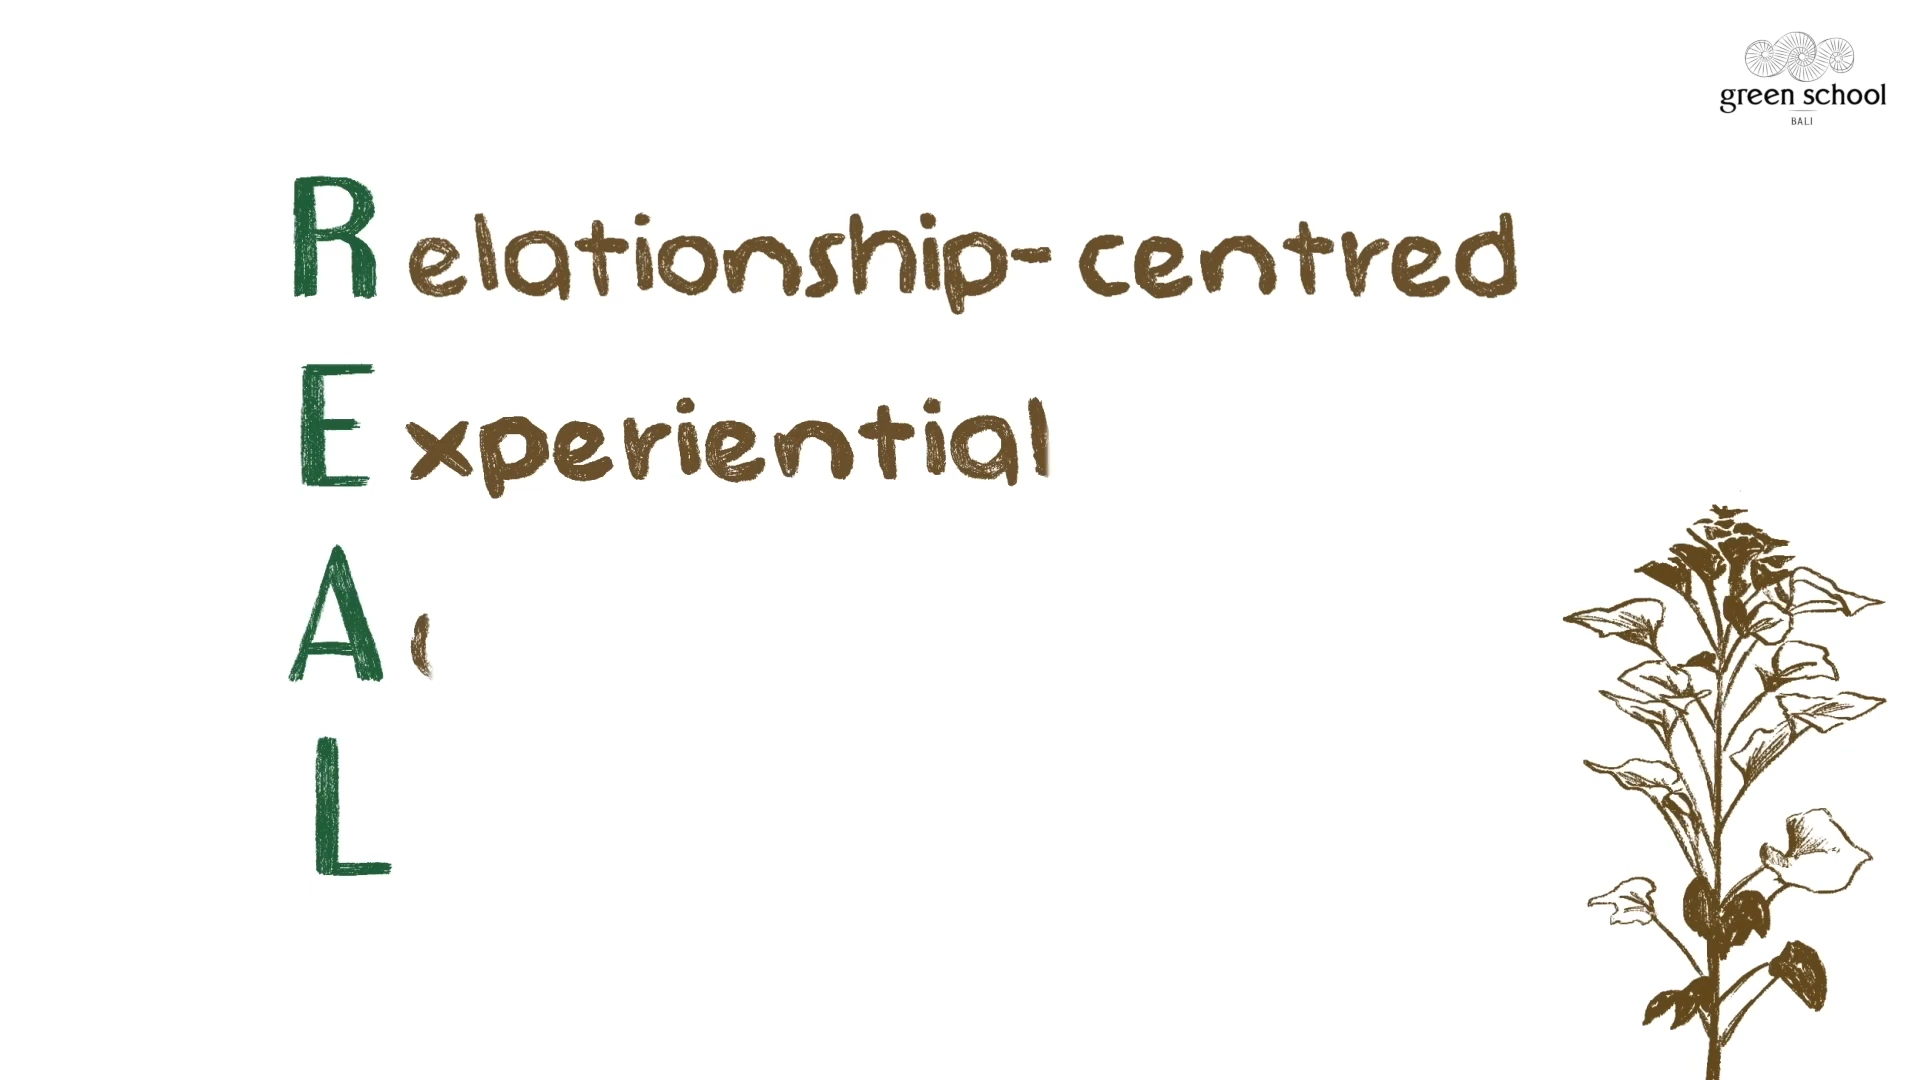 green school
BALI
Relationship-centred
Experiential
A
L